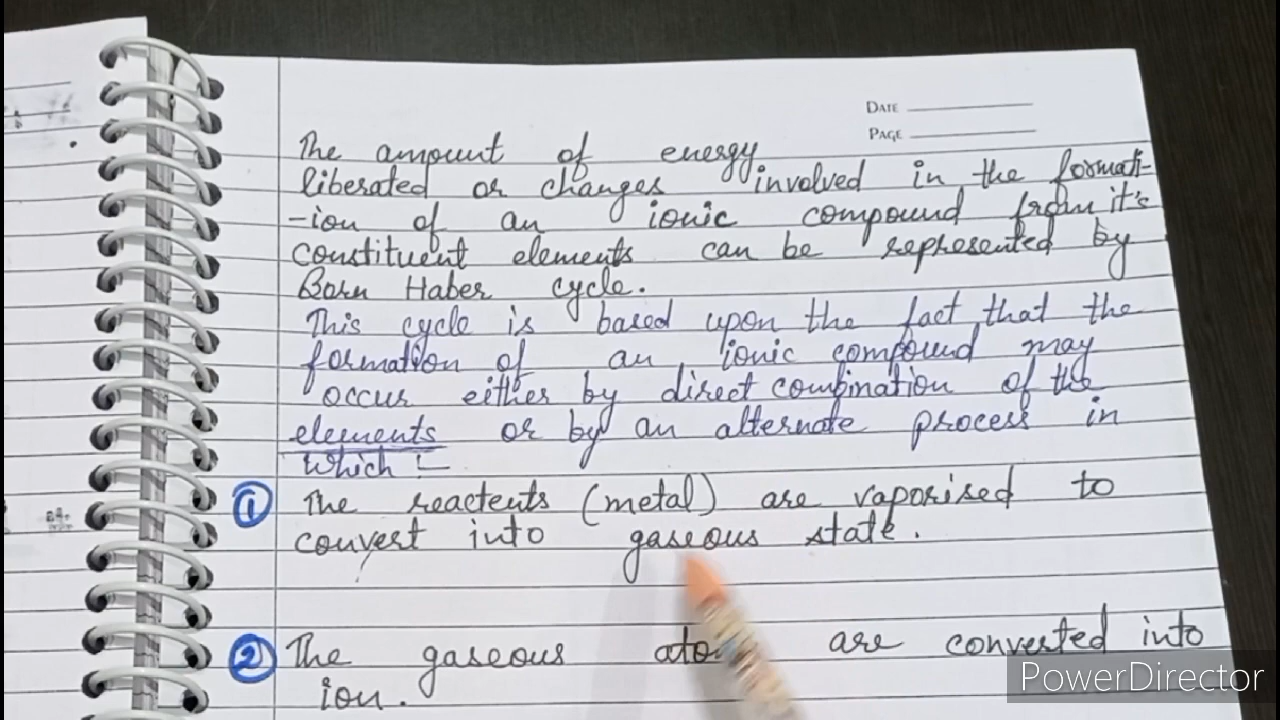 DATE
PAGE
The amount of energy
liberated or changes involved in the formati-
-ion of an ionic compound from it's
constituent elements can be represented by
Born Haber cycle.
This cycle is based upon the fact that the
formation of an ionic compound may
occur either by direct combination of the
elements or by an alternate process in
which :-
① The reactents (metal) are vaporised to
convert into gaseous state.
② The gaseous are converted into
ion.
PowerDirector